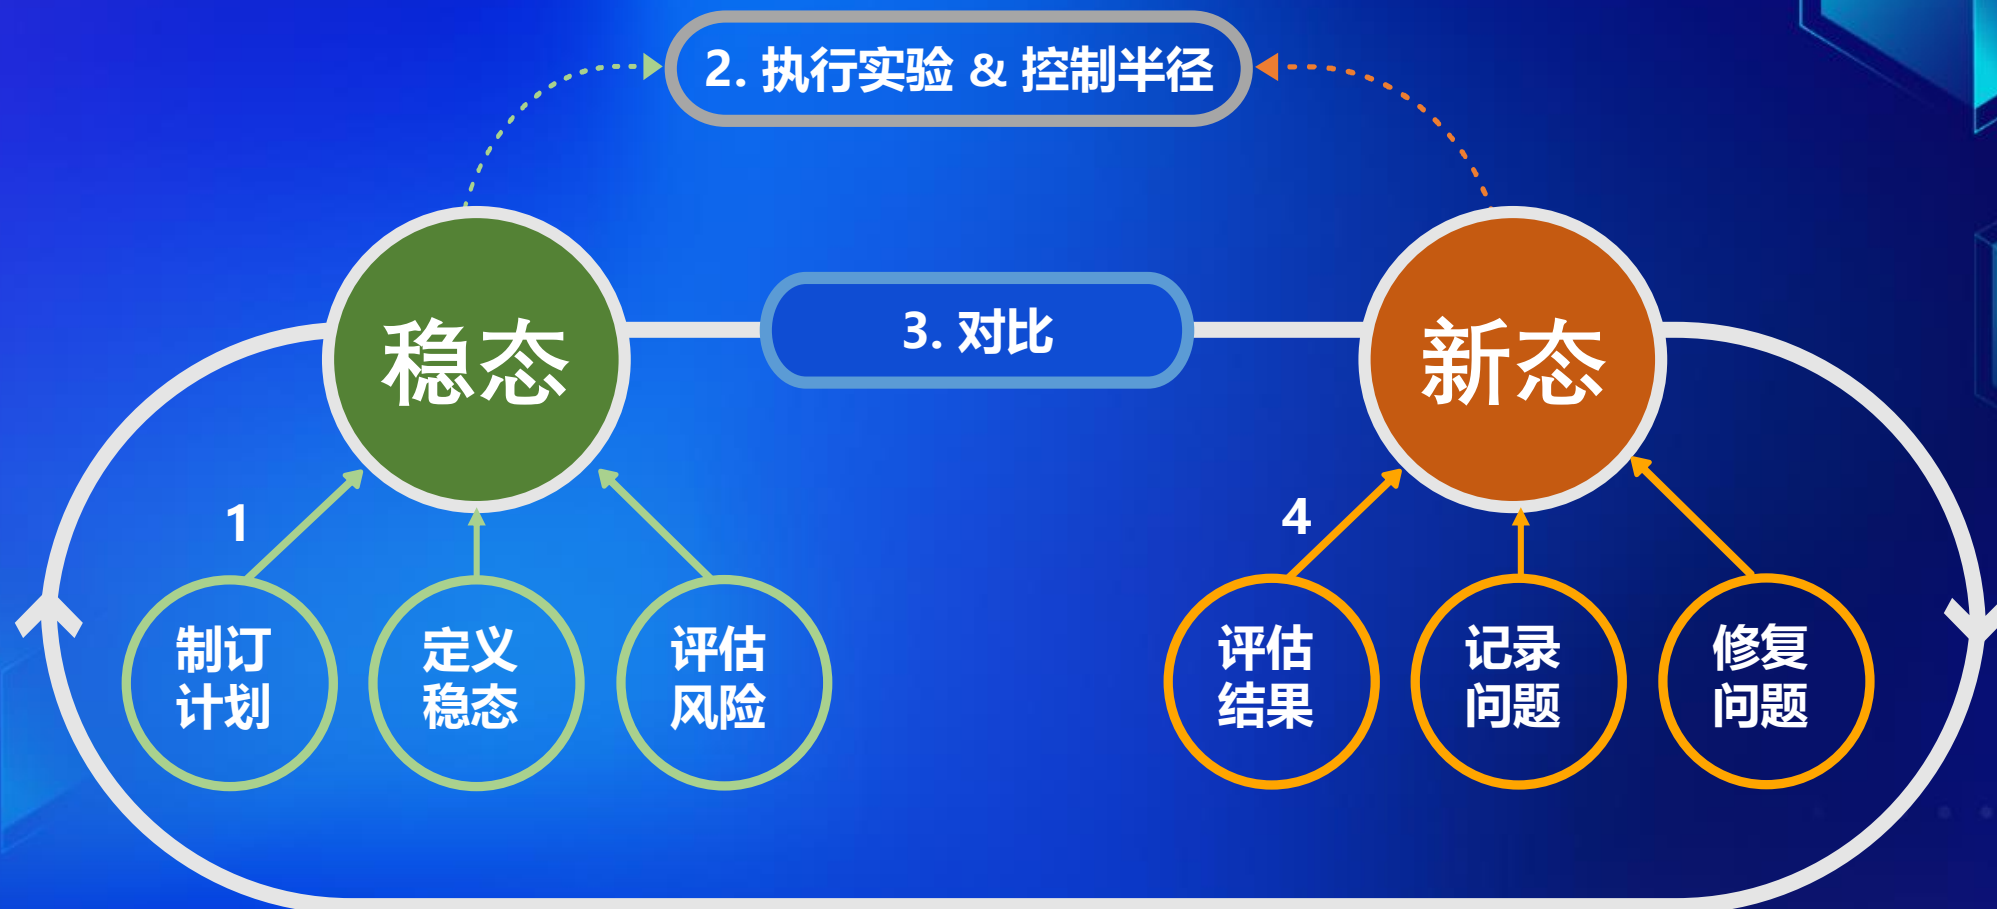 2. 执行实验 & 控制半径
稳态
3. 对比
新态
1
4
制订
计划
定义
稳态
评估
风险
评估
结果
记录
问题
修复
问题